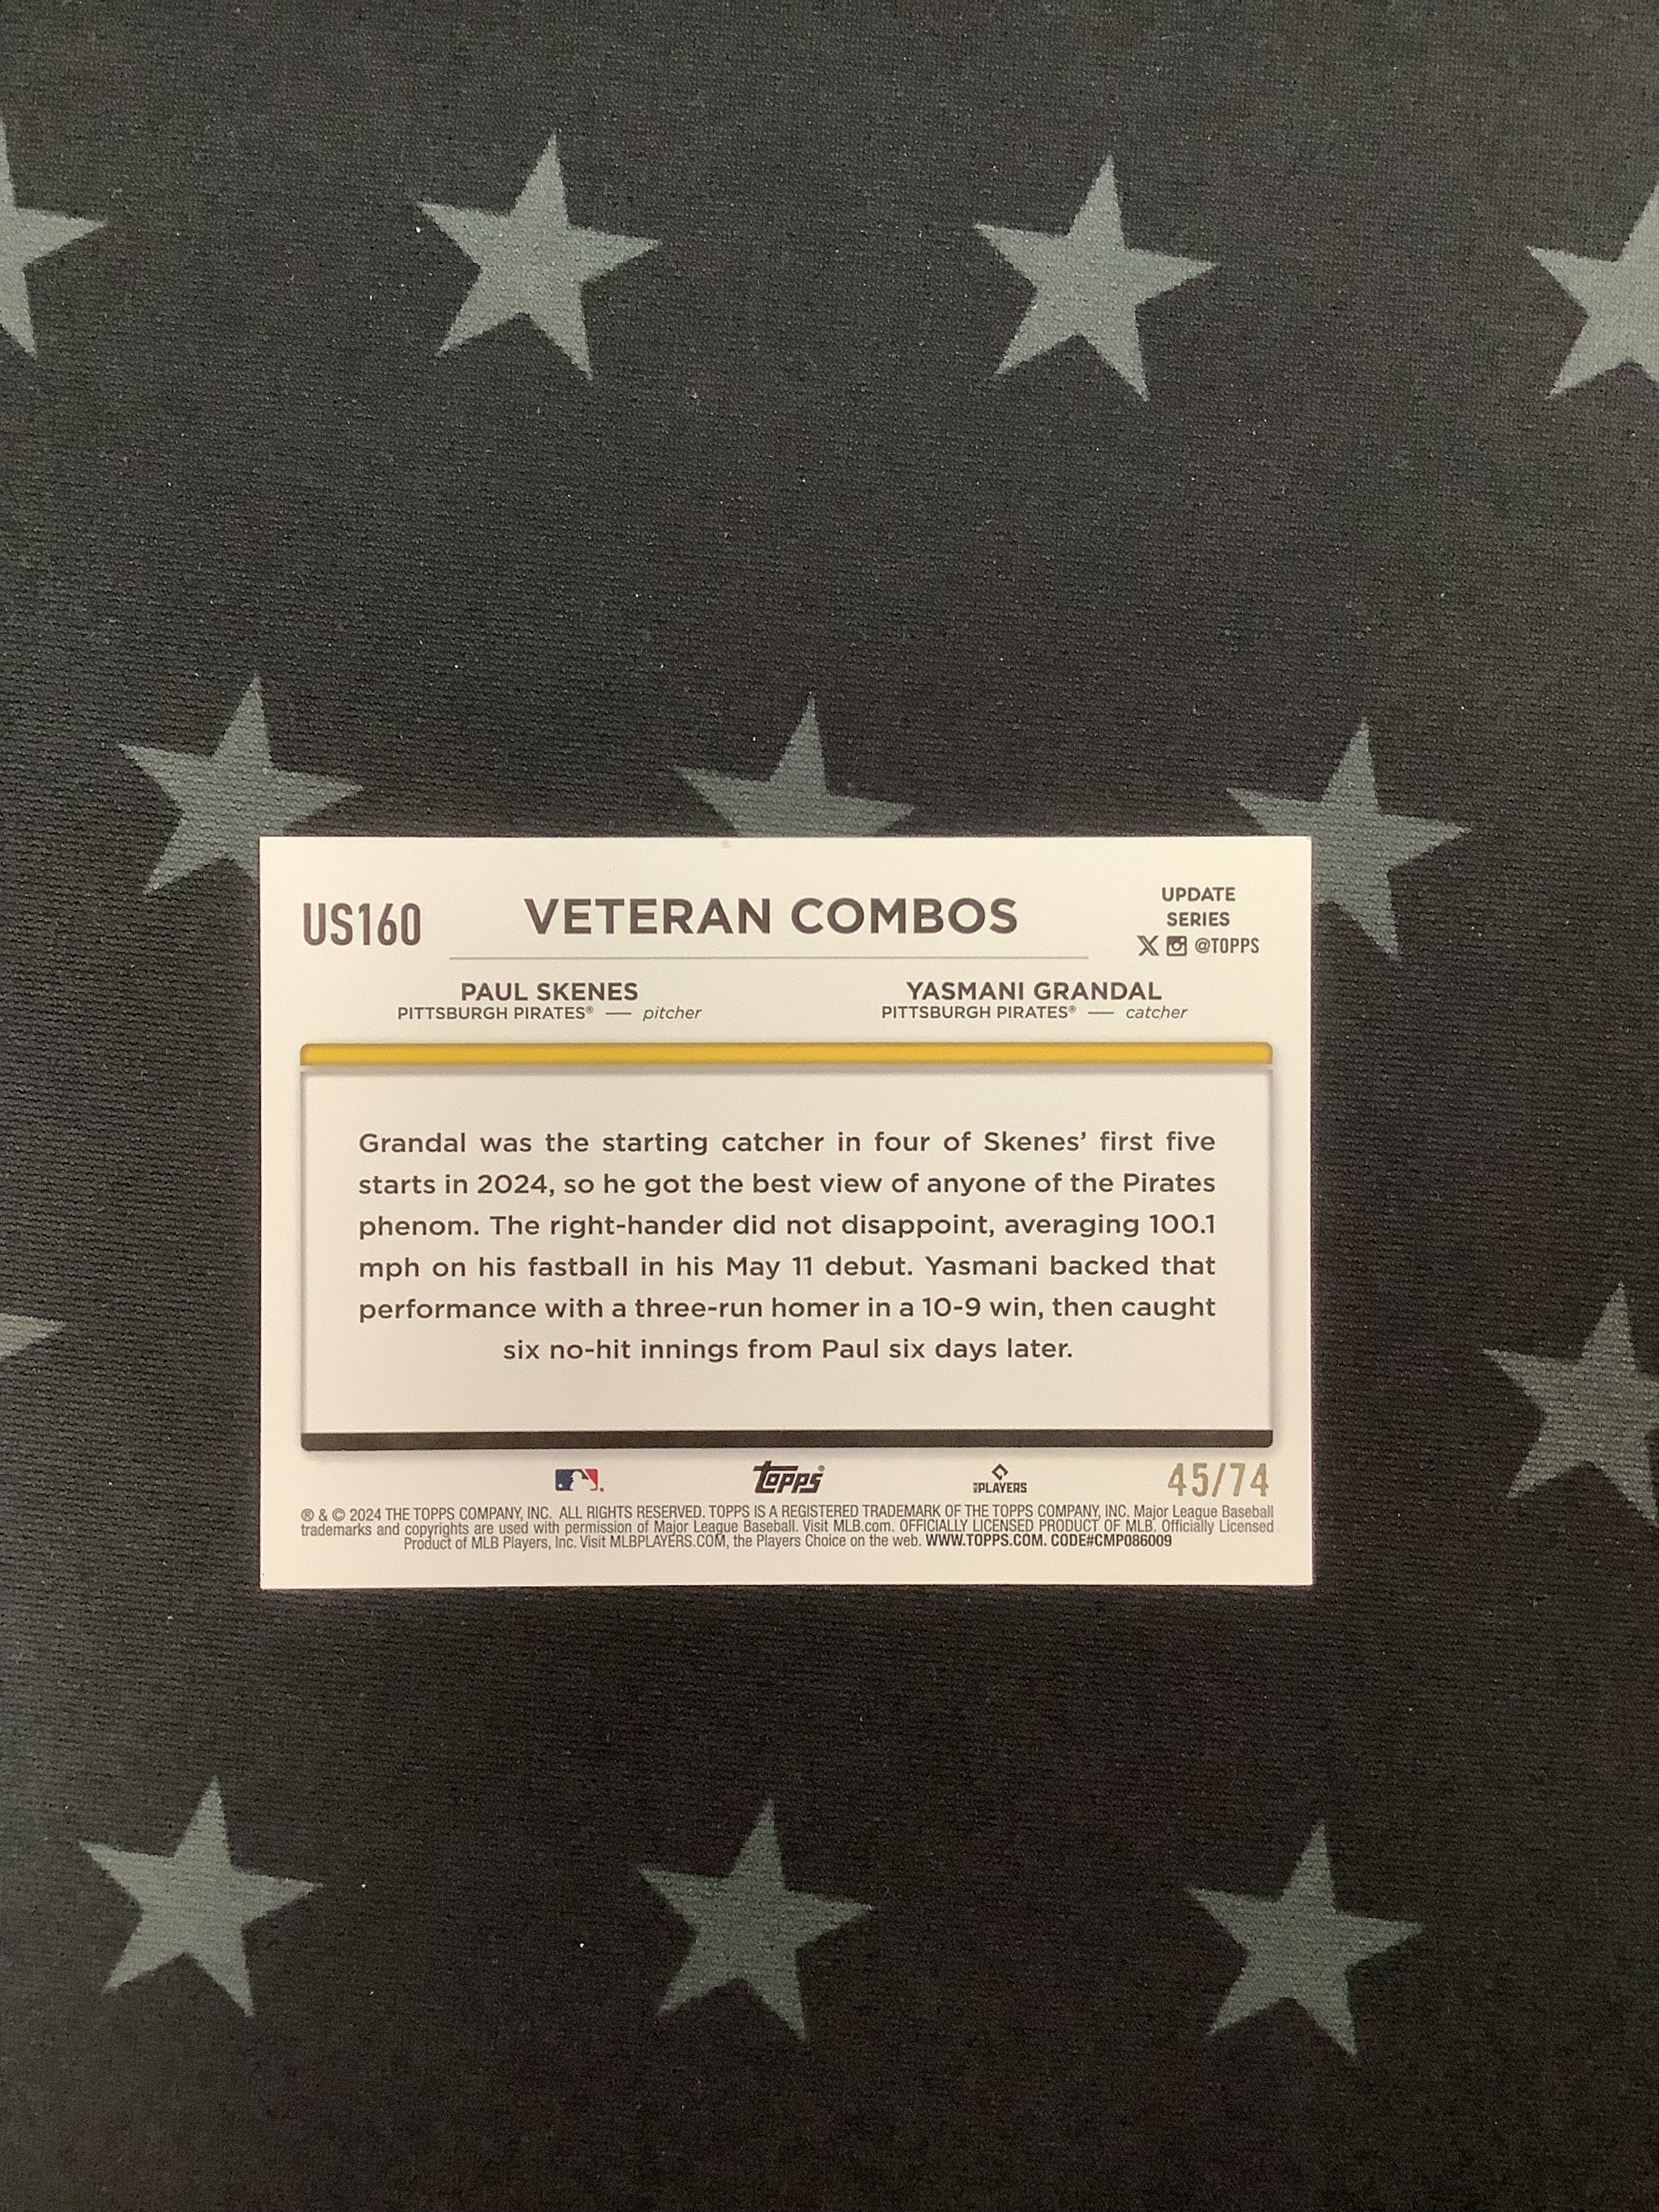 US160
VETERAN COMBOS
UPDATE
SERIES
@TOPPS
PAUL SKENES
PITTSBURGH PIRATES® — pitcher
YASMANI GRANDAL
PITTSBURGH PIRATES® — catcher
Grandal was the starting catcher in four of Skenes’ first five
starts in 2024, so he got the best view of anyone of the Pirates
phenom. The right-hander did not disappoint, averaging 100.1
mph on his fastball in his May 11 debut. Yasmani backed that
performance with a three-run homer in a 10-9 win, then caught
six no-hit innings from Paul six days later.
Topps®
PLAYERS
45/74
® & © 2024 THE TOPPS COMPANY, INC. ALL RIGHTS RESERVED. TOPPS IS A REGISTERED TRADEMARK OF THE TOPPS COMPANY, INC. Major League Baseball
trademarks and copyrights are used with permission of Major League Baseball. Visit MLB.com. OFFICIALLY LICENSED PRODUCT OF MLB. Officially Licensed
Product of MLB Players, Inc. Visit MLBPLAYERS.COM, the Players Choice on the web. WWW.TOPPS.COM. CODE#CMP086009